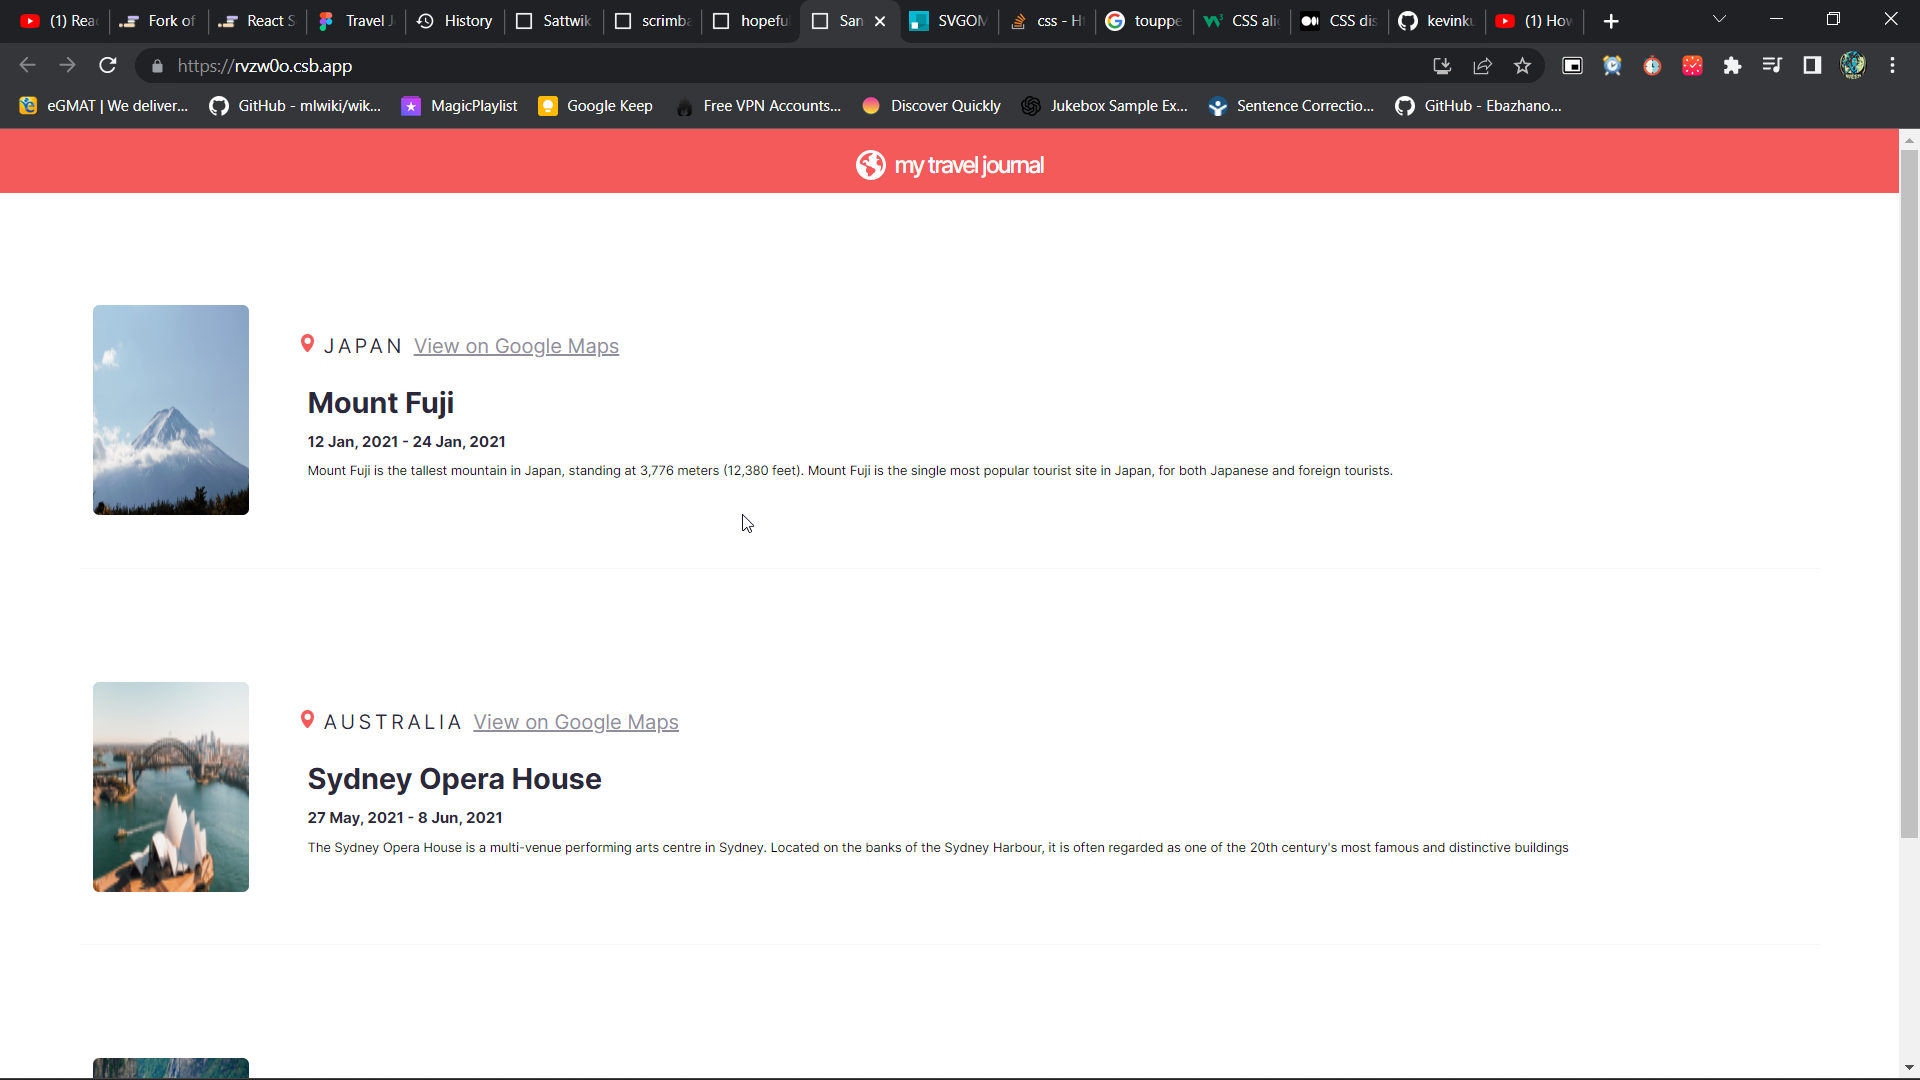 (1) Rea
Fork of
React S
Travel J
History
Sattwik
scrimba
hopeful
San
SVGOM
css - Ht
touppe
CSS ali
CSS dis
kevinku
(1) How
https://rvzw0o.csb.app
eGMAT | We deliver...
GitHub - mlwiki/wik...
MagicPlaylist
Google Keep
Free VPN Accounts...
Discover Quickly
Jukebox Sample Ex...
Sentence Correctio...
GitHub - Ebazhano...
my travel journal
JAPAN View on Google Maps
Mount Fuji
12 Jan, 2021 - 24 Jan, 2021
Mount Fuji is the tallest mountain in Japan, standing at 3,776 meters (12,380 feet). Mount Fuji is the single most popular tourist site in Japan, for both Japanese and foreign tourists.
AUSTRALIA View on Google Maps
Sydney Opera House
27 May, 2021 - 8 Jun, 2021
The Sydney Opera House is a multi-venue performing arts centre in Sydney. Located on the banks of the Sydney Harbour, it is often regarded as one of the 20th century's most famous and distinctive buildings